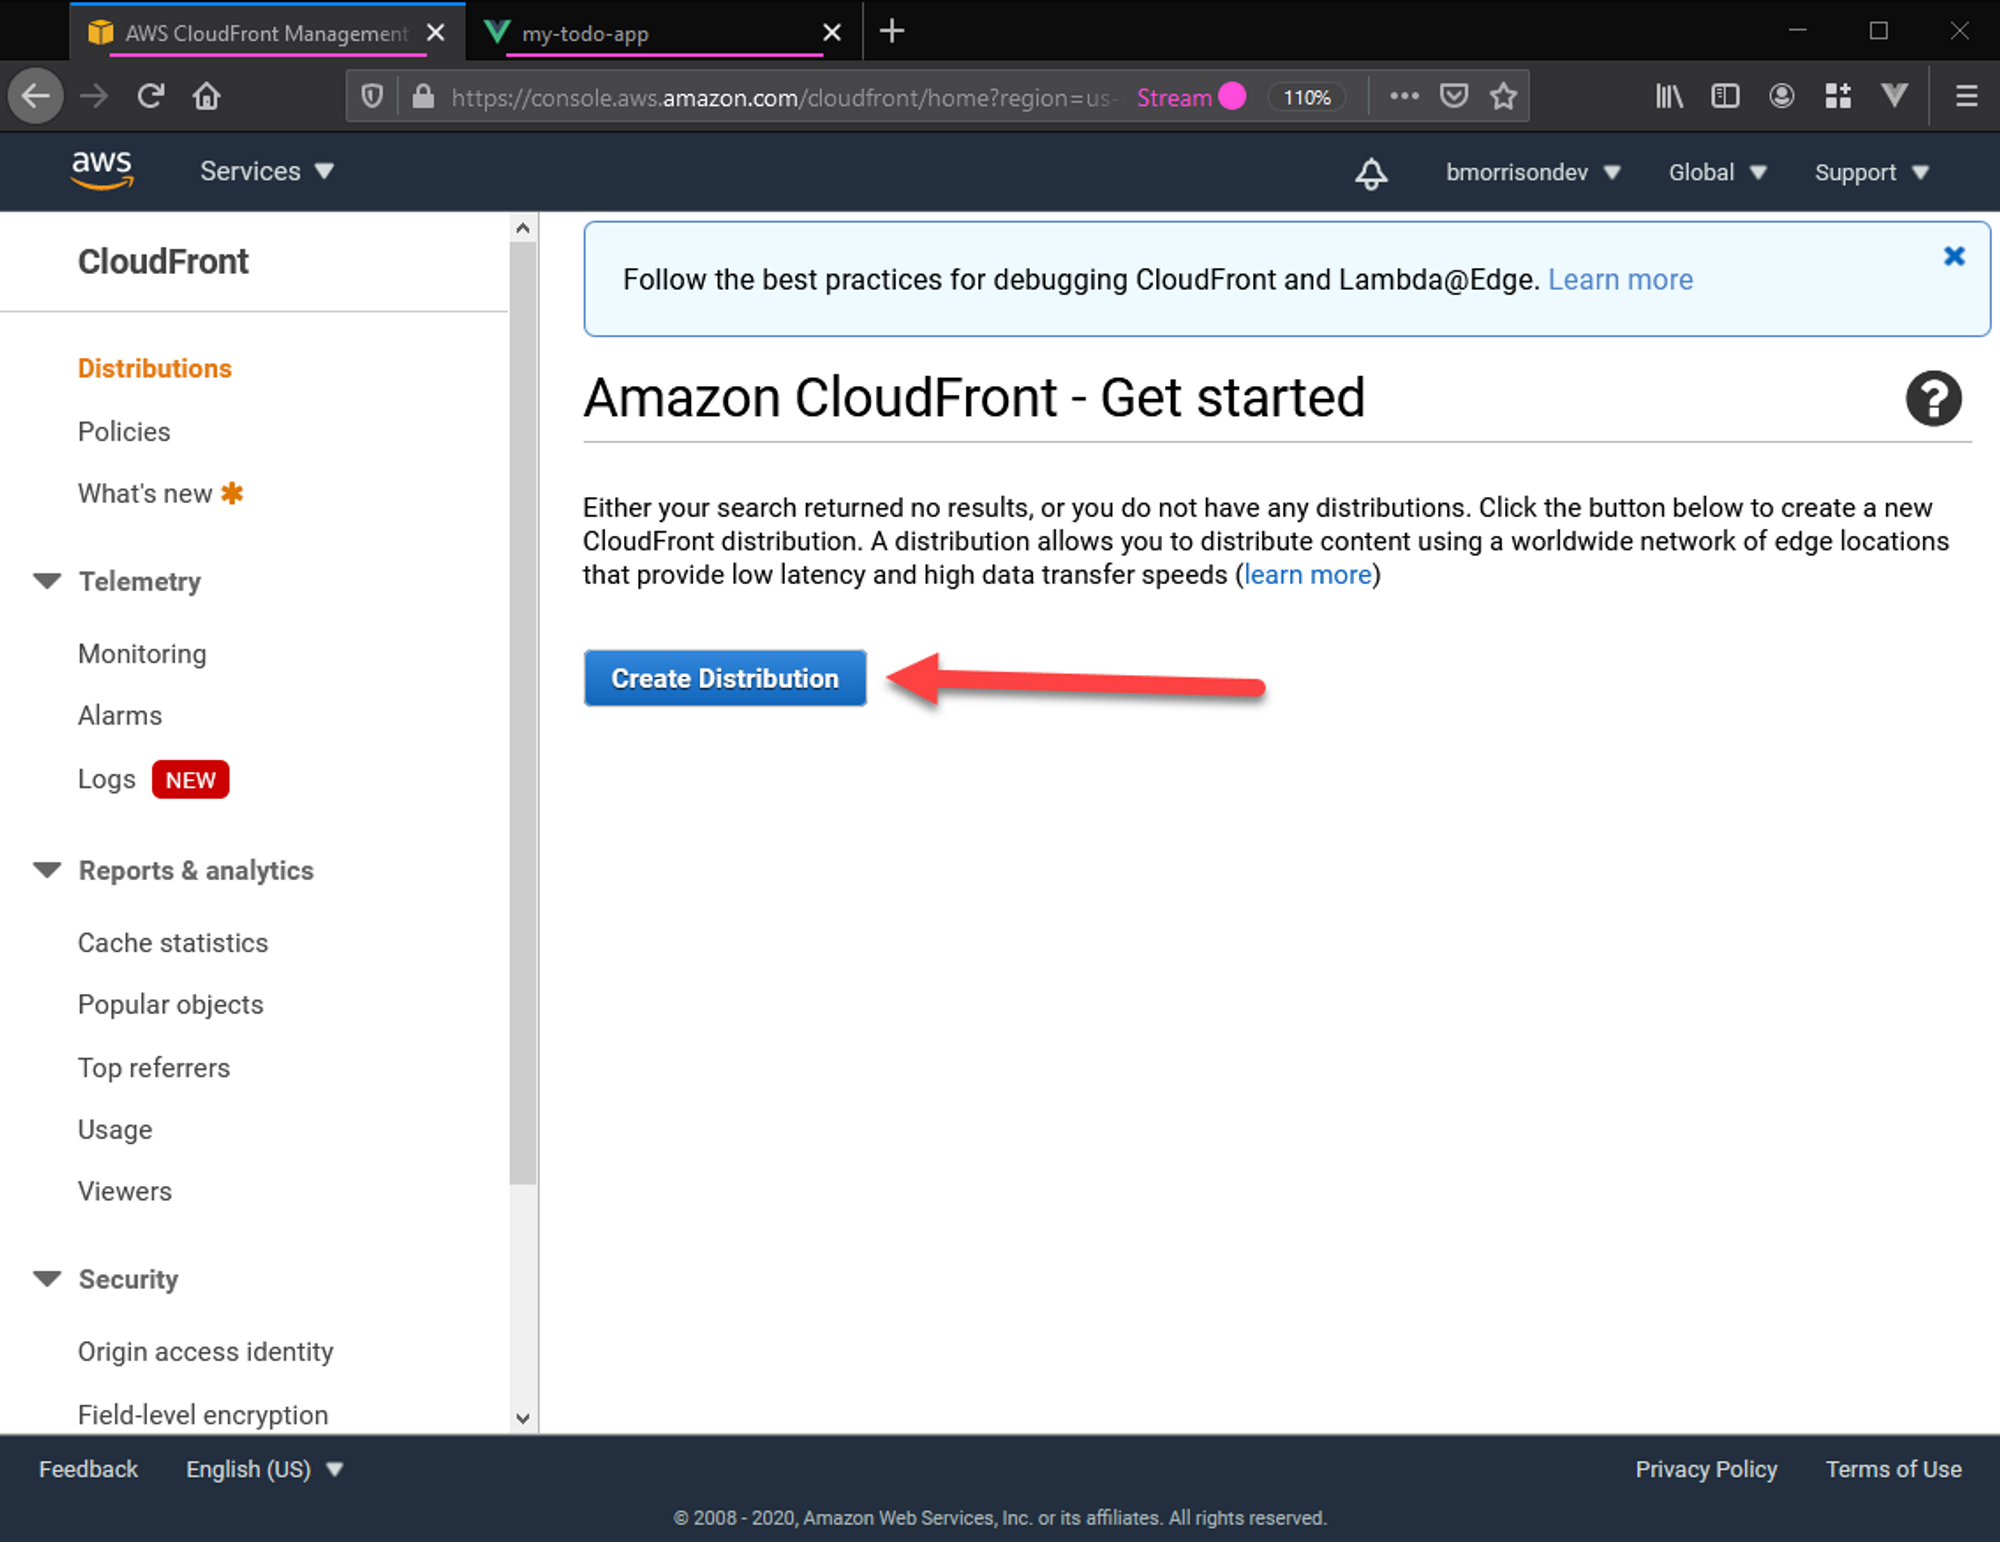 AWS CloudFront Management
my-todo-app
https://console.aws.amazon.com/cloudfront/home?region=us-
Stream
110%
aws
Services
bmorrisondev
Global
Support
CloudFront
Distributions
Policies
What's new
Telemetry
Monitoring
Alarms
Logs NEW
Reports & analytics
Cache statistics
Popular objects
Top referrers
Usage
Viewers
Security
Origin access identity
Field-level encryption
Follow the best practices for debugging CloudFront and Lambda@Edge. Learn more
Amazon CloudFront - Get started
Either your search returned no results, or you do not have any distributions. Click the button below to create a new
CloudFront distribution. A distribution allows you to distribute content using a worldwide network of edge locations
that provide low latency and high data transfer speeds (learn more)
Create Distribution
Feedback
English (US)
Privacy Policy
Terms of Use
© 2008 - 2020, Amazon Web Services, Inc. or its affiliates. All rights reserved.